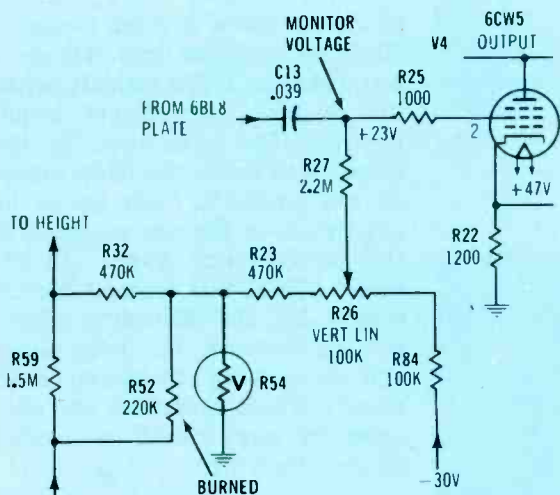 MONITOR
VOLTAGE
6CW5
V4 OUTPUT
C13
.039
R25
1000
FROM 6BL8
PLATE
+23V
2
R27
2.2M
+47V
TO HEIGHT
R32
470K
R23
470K
R22
1200
R26
VERT LIN
100K
R59
1.5M
R52
220K
V R54
R84
100K
BURNED
−30V